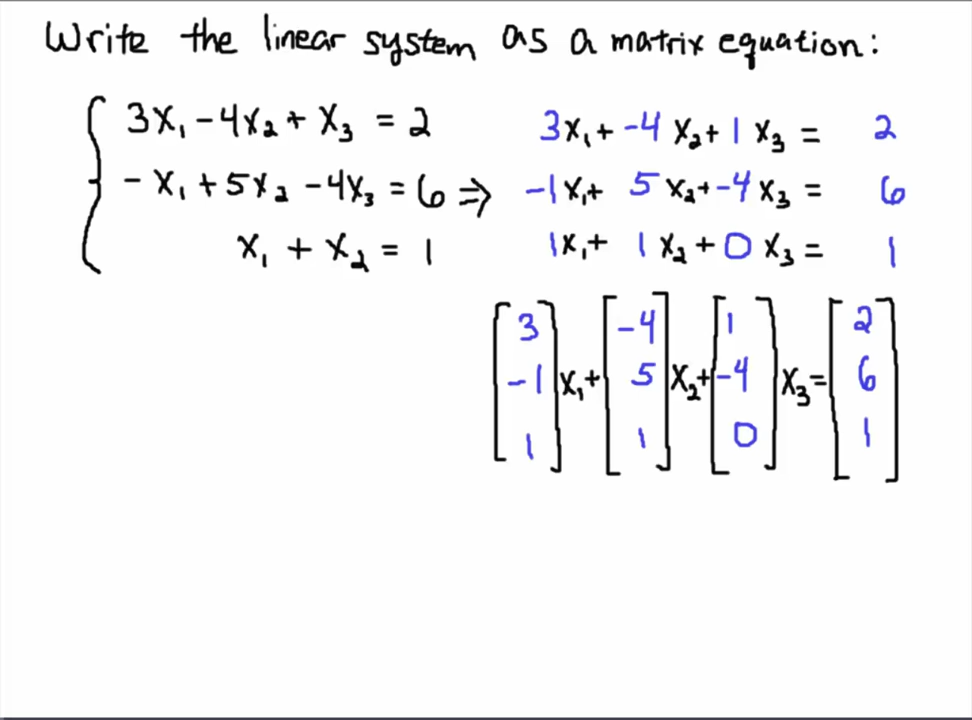 Write the linear system as a matrix equation:
3x₁ - 4x₂ + x₃ = 2
3x₁ + -4 x₂ + 1 x₃ = 2
- x₁ + 5x₂ - 4x₃ = 6 ⇒
-1x₁ + 5 x₂ + -4 x₃ = 6
x₁ + x₂ = 1
1x₁ + 1 x₂ + 0 x₃ = 1
[3 -1 1] x₁ + [-4 5 1] x₂ + [1 -4 0] x₃ = [2 6 1]